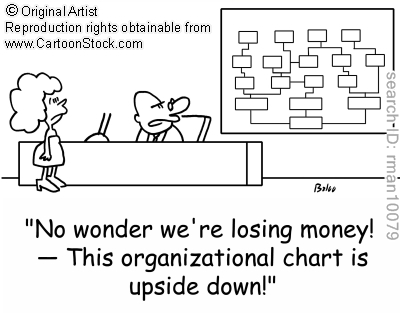 © Original Artist
Reproduction rights obtainable from
www.CartoonStock.com
search ID: rman10079
Baloo
"No wonder we're losing money!
— This organizational chart is
upside down!"